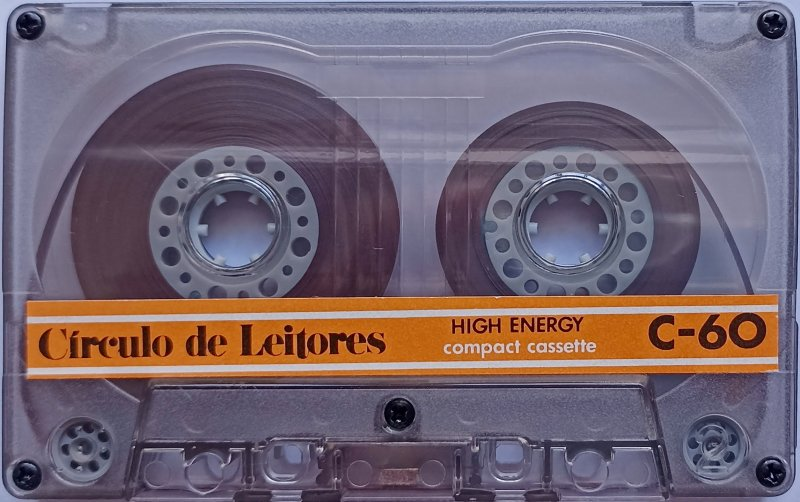 Círculo de Leitores
HIGH ENERGY
compact cassette
C-60